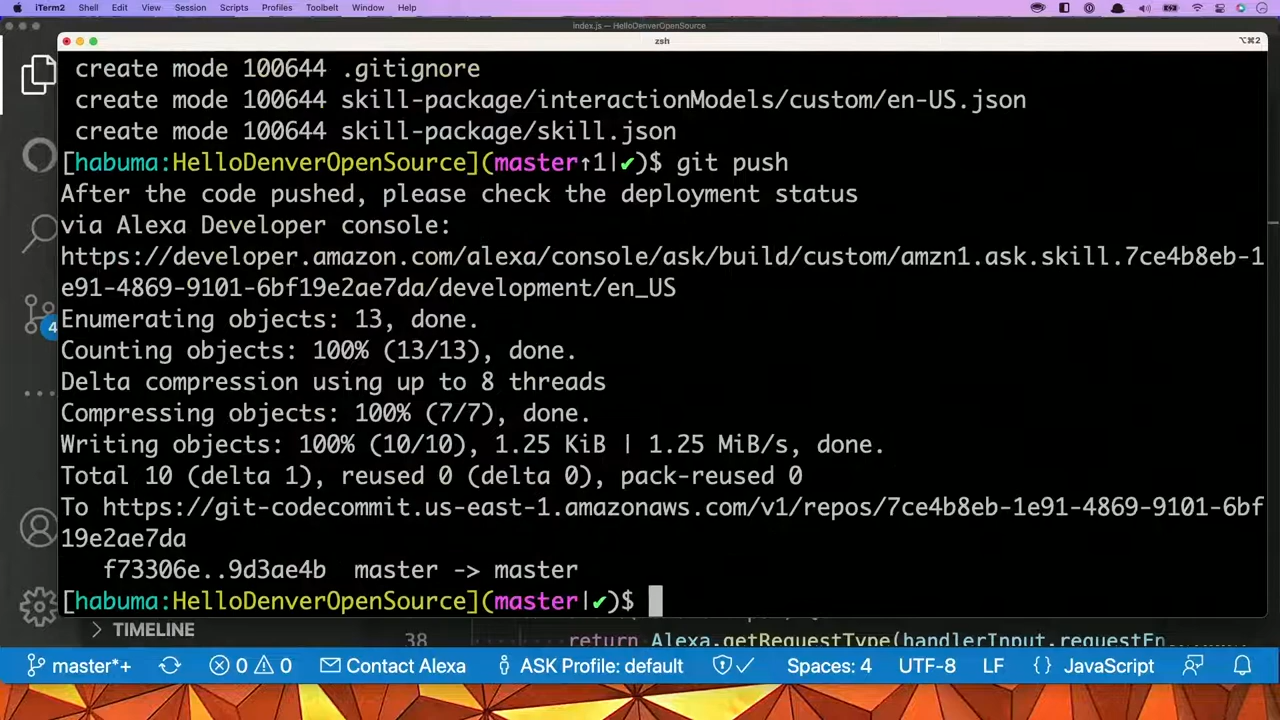 iTerm2 Shell Edit View Session Scripts Profiles Toolbelt Window Help
index.js — HelloDenverOpenSource
zsh
⌥⌘2
create mode 100644 .gitignore
create mode 100644 skill-package/interactionModels/custom/en-US.json
create mode 100644 skill-package/skill.json
[habuma:HelloDenverOpenSource](master↑1|✔)$ git push
After the code pushed, please check the deployment status
via Alexa Developer console:
https://developer.amazon.com/alexa/console/ask/build/custom/amzn1.ask.skill.7ce4b8eb-1
e91-4869-9101-6bf19e2ae7da/development/en_US
Enumerating objects: 13, done.
Counting objects: 100% (13/13), done.
Delta compression using up to 8 threads
Compressing objects: 100% (7/7), done.
Writing objects: 100% (10/10), 1.25 KiB | 1.25 MiB/s, done.
Total 10 (delta 1), reused 0 (delta 0), pack-reused 0
To https://git-codecommit.us-east-1.amazonaws.com/v1/repos/7ce4b8eb-1e91-4869-9101-6bf
19e2ae7da
f73306e..9d3ae4b master -> master
[habuma:HelloDenverOpenSource](master|✔)$
4
TIMELINE
38 return Alexa.getRequestType(handlerInput.requestEn
master*+ 0 0 Contact Alexa ASK Profile: default Spaces: 4 UTF-8 LF {} JavaScript